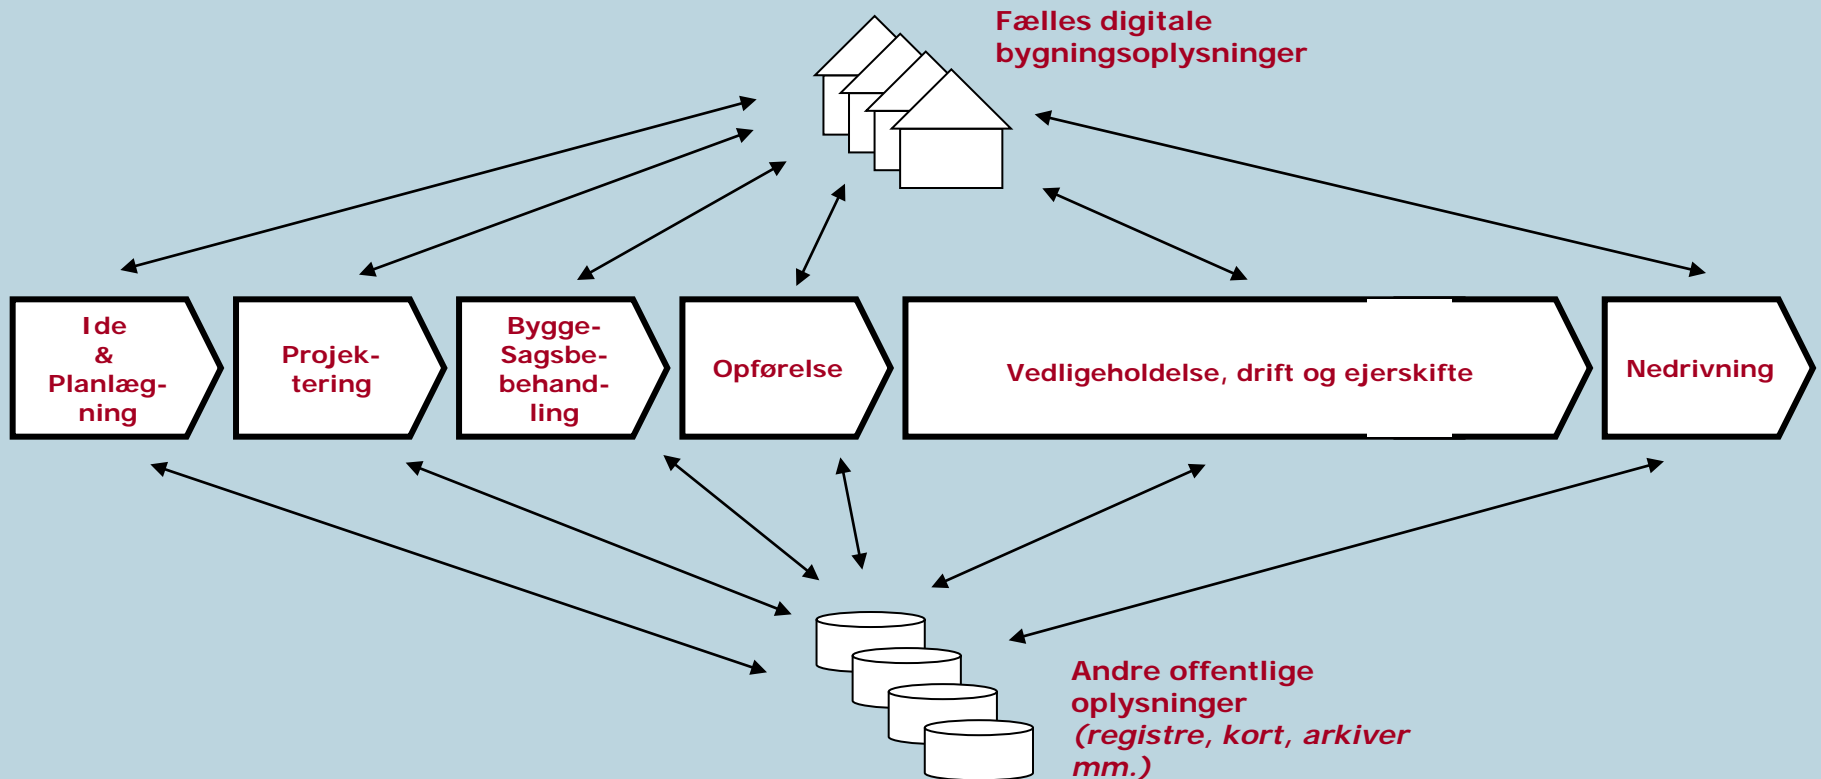 Fælles digitale
bygningsoplysninger
Ide
&
Planlæg-
ning
Projek-
tering
Bygge-
Sagsbe-
behand-
ling
Opførelse
Vedligeholdelse, drift og ejerskifte
Nedrivning
Andre offentlige
oplysninger
(registre, kort, arkiver
mm.)